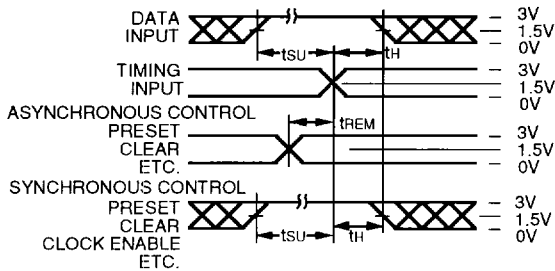 DATA
INPUT
tSU
tH
3V
1.5V
0V
TIMING
INPUT
3V
1.5V
0V
ASYNCHRONOUS CONTROL
PRESET
CLEAR
ETC.
tREM
3V
1.5V
0V
SYNCHRONOUS CONTROL
PRESET
CLEAR
CLOCK ENABLE
ETC.
tSU
tH
3V
1.5V
0V